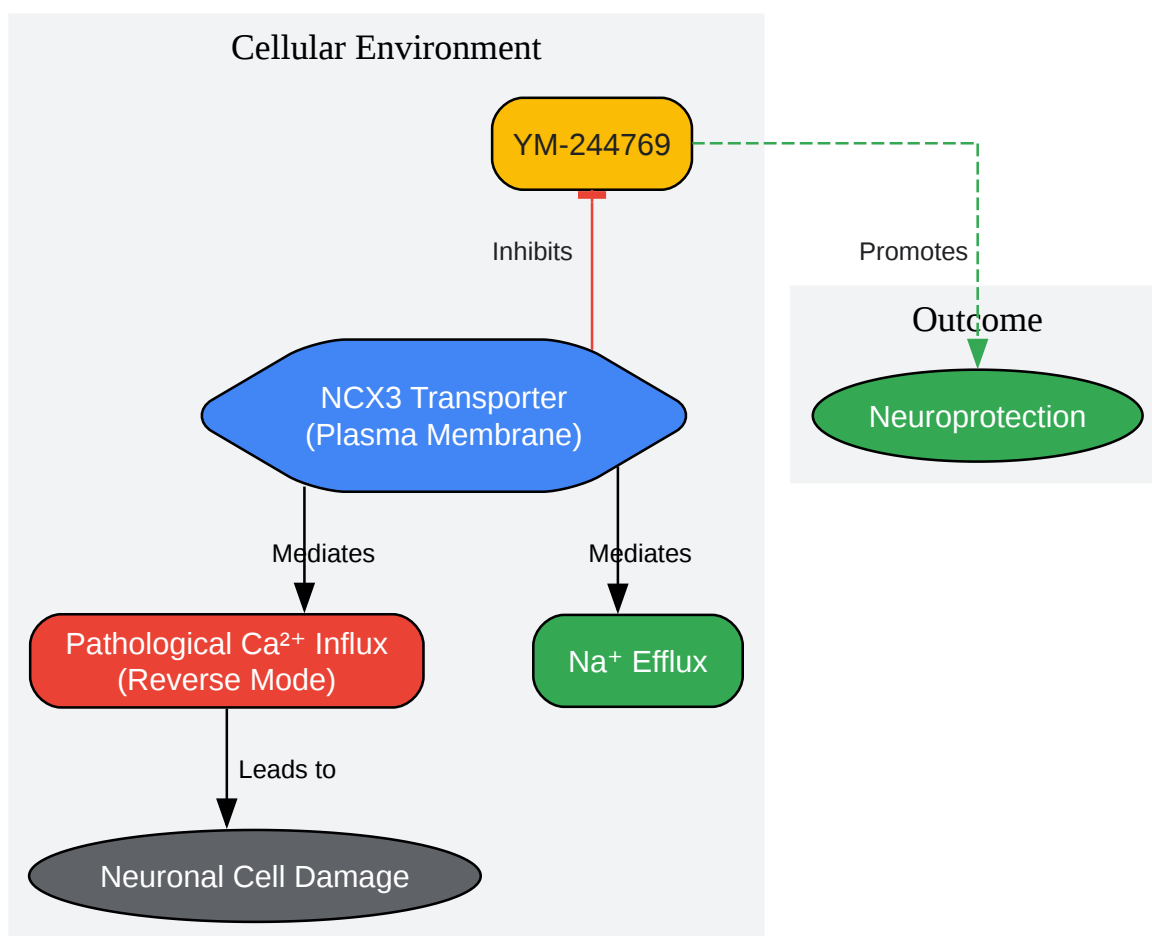 Cellular Environment
YM-244769
Inhibits
Promotes
Outcome
NCX3 Transporter
(Plasma Membrane)
Neuroprotection
Mediates
Mediates
Pathological Ca²⁺ Influx
(Reverse Mode)
Na⁺ Efflux
Leads to
Neuronal Cell Damage